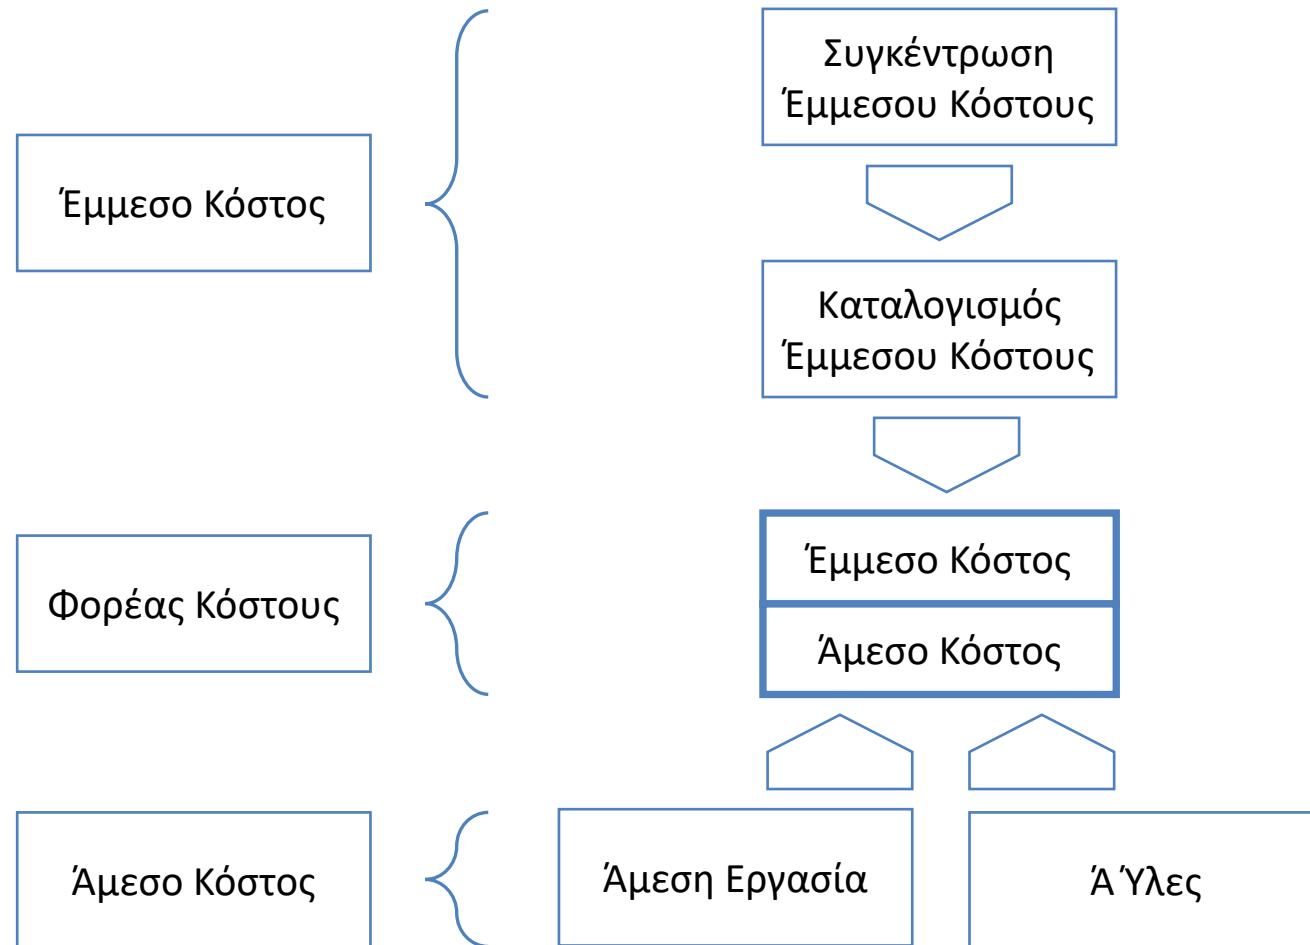 Συγκέντρωση
Έμμεσου Κόστους
Έμμεσο Κόστος
Καταλογισμός
Έμμεσου Κόστους
Φορέας Κόστους
Έμμεσο Κόστος
Άμεσο Κόστος
Άμεσο Κόστος
Άμεση Εργασία
Ά Ύλες